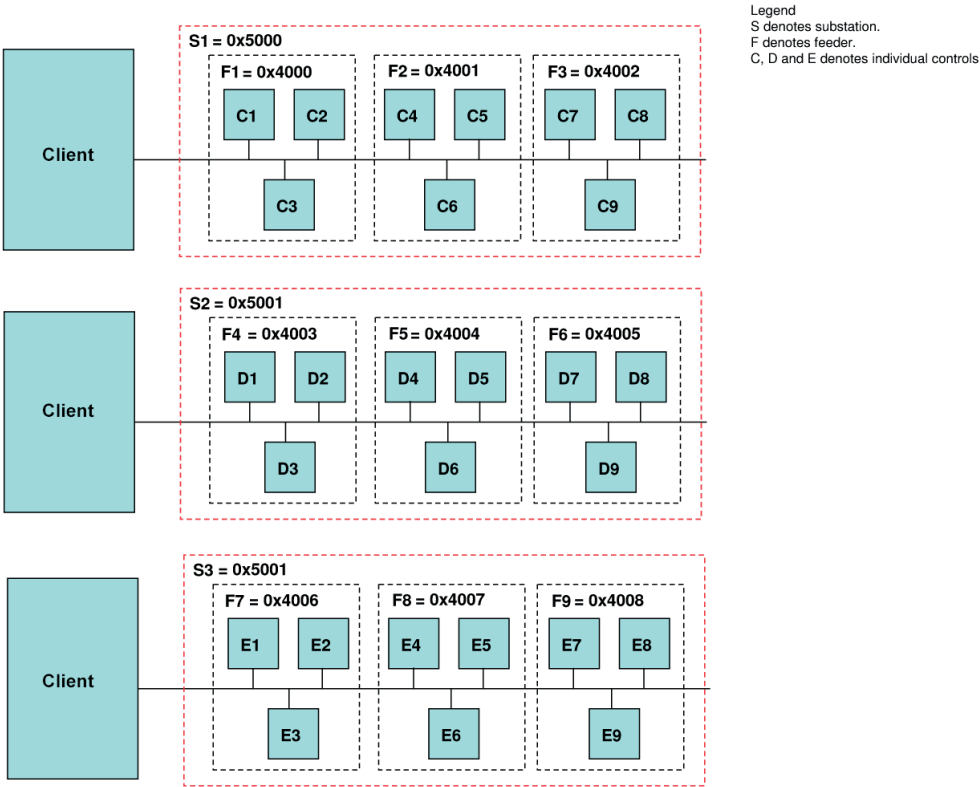 Legend
S denotes substation.
F denotes feeder.
C, D and E denotes individual controls
S1 = 0x5000
F1 = 0x4000
F2 = 0x4001
F3 = 0x4002
C1
C2
C4
C5
C7
C8
Client
C3
C6
C9
S2 = 0x5001
F4 = 0x4003
F5 = 0x4004
F6 = 0x4005
D1
D2
D4
D5
D7
D8
Client
D3
D6
D9
S3 = 0x5001
F7 = 0x4006
F8 = 0x4007
F9 = 0x4008
E1
E2
E4
E5
E7
E8
Client
E3
E6
E9